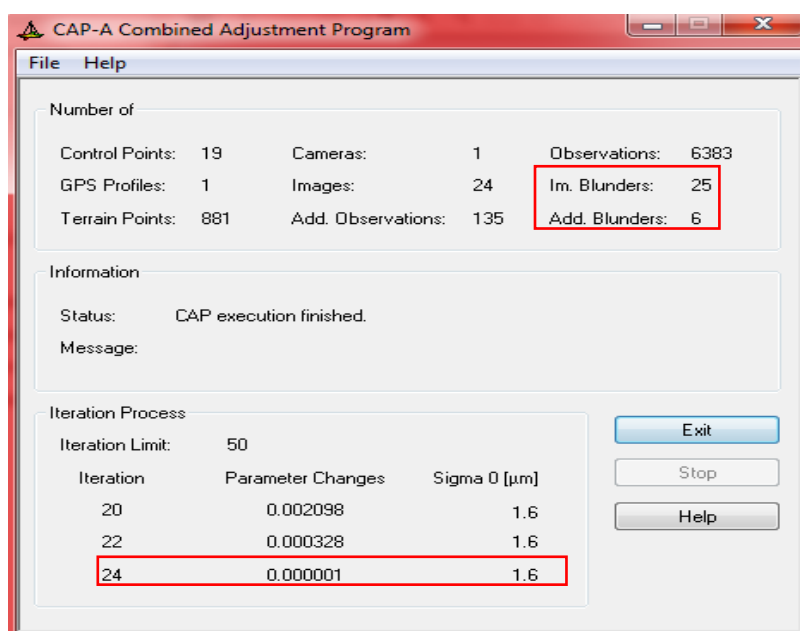 CAP-A Combined Adjustment Program
File Help
Number of
Control Points: 19 Cameras: 1 Observations: 6383
GPS Profiles: 1 Images: 24 Im. Blunders: 25
Terrain Points: 881 Add. Observations: 135 Add. Blunders: 6
Information
Status: CAP execution finished.
Message:
Iteration Process
Iteration Limit: 50
Iteration Parameter Changes Sigma 0 [µm]
20 0.002098 1.6
22 0.000328 1.6
24 0.000001 1.6
Exit
Stop
Help